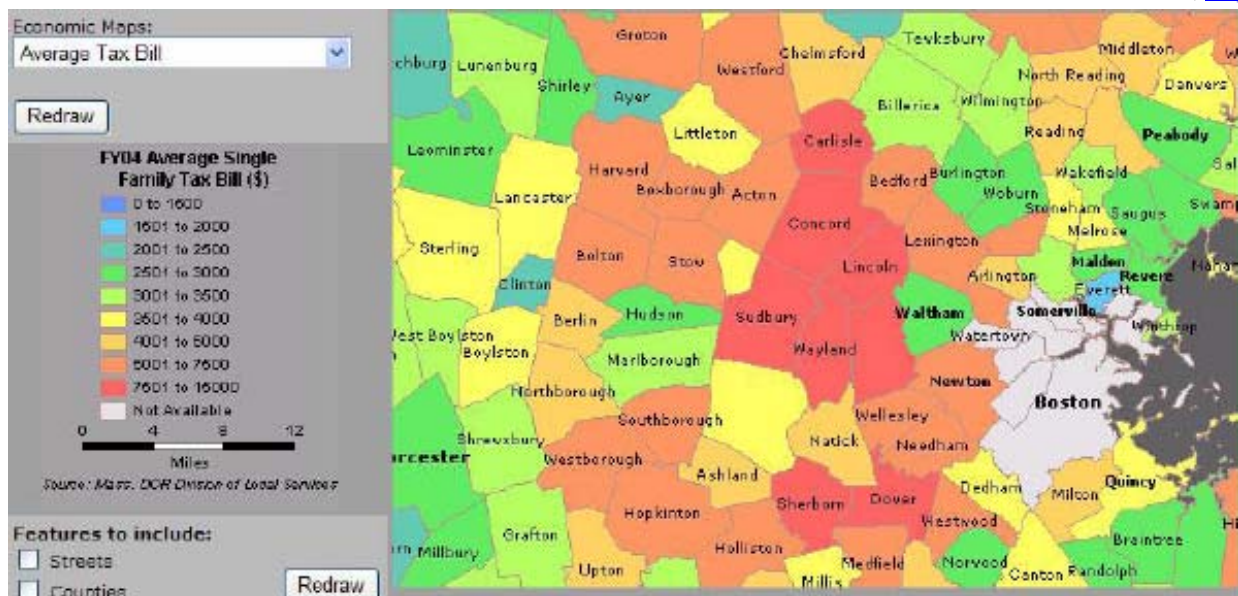 Economic Maps:
Average Tax Bill
Redraw
FY04 Average Single
Family Tax Bill ($)
0 to 1600
1601 to 2000
2001 to 2500
2501 to 3000
3001 to 3500
3501 to 4000
4001 to 5000
5001 to 7500
7501 to 15000
Not Available
0 4 8 12
Miles
Source: Mass. DOR Division of Local Services
Features to include:
Streets
Counties
Redraw
Groton
Chelmsford
Tewksbury
Middleton
chburg
Lunenburg
Shirley
Westford
North Reading
Danvers
Ayer
Billerica
Wilmington
Littleton
Reading
Peabody
Leominster
Carlisle
Sal
Harvard
Bedford
Burlington
Wakefield
Lancaster
Boxborough
Acton
Woburn
Stoneham
Saugus
Swamp
Concord
Melrose
Sterling
Lexington
Bolton
Stow
Lincoln
Arlington
Malden
Revere
Nahan
Clinton
Everett
Berlin
Hudson
Sudbury
Waltham
Somerville
Winthrop
West Boylston
Watertown
Boylston
Marlborough
Wayland
Northborough
Newton
Boston
Southborough
Wellesley
Shrewsbury
Natick
Needham
rcester
Westborough
Ashland
Dedham
Quincy
Sherborn
Dover
Milton
Hopkinton
Westwood
Grafton
Braintree
Millbury
Holliston
Medfield
Norwood
Upton
Millis
Canton
Randolph